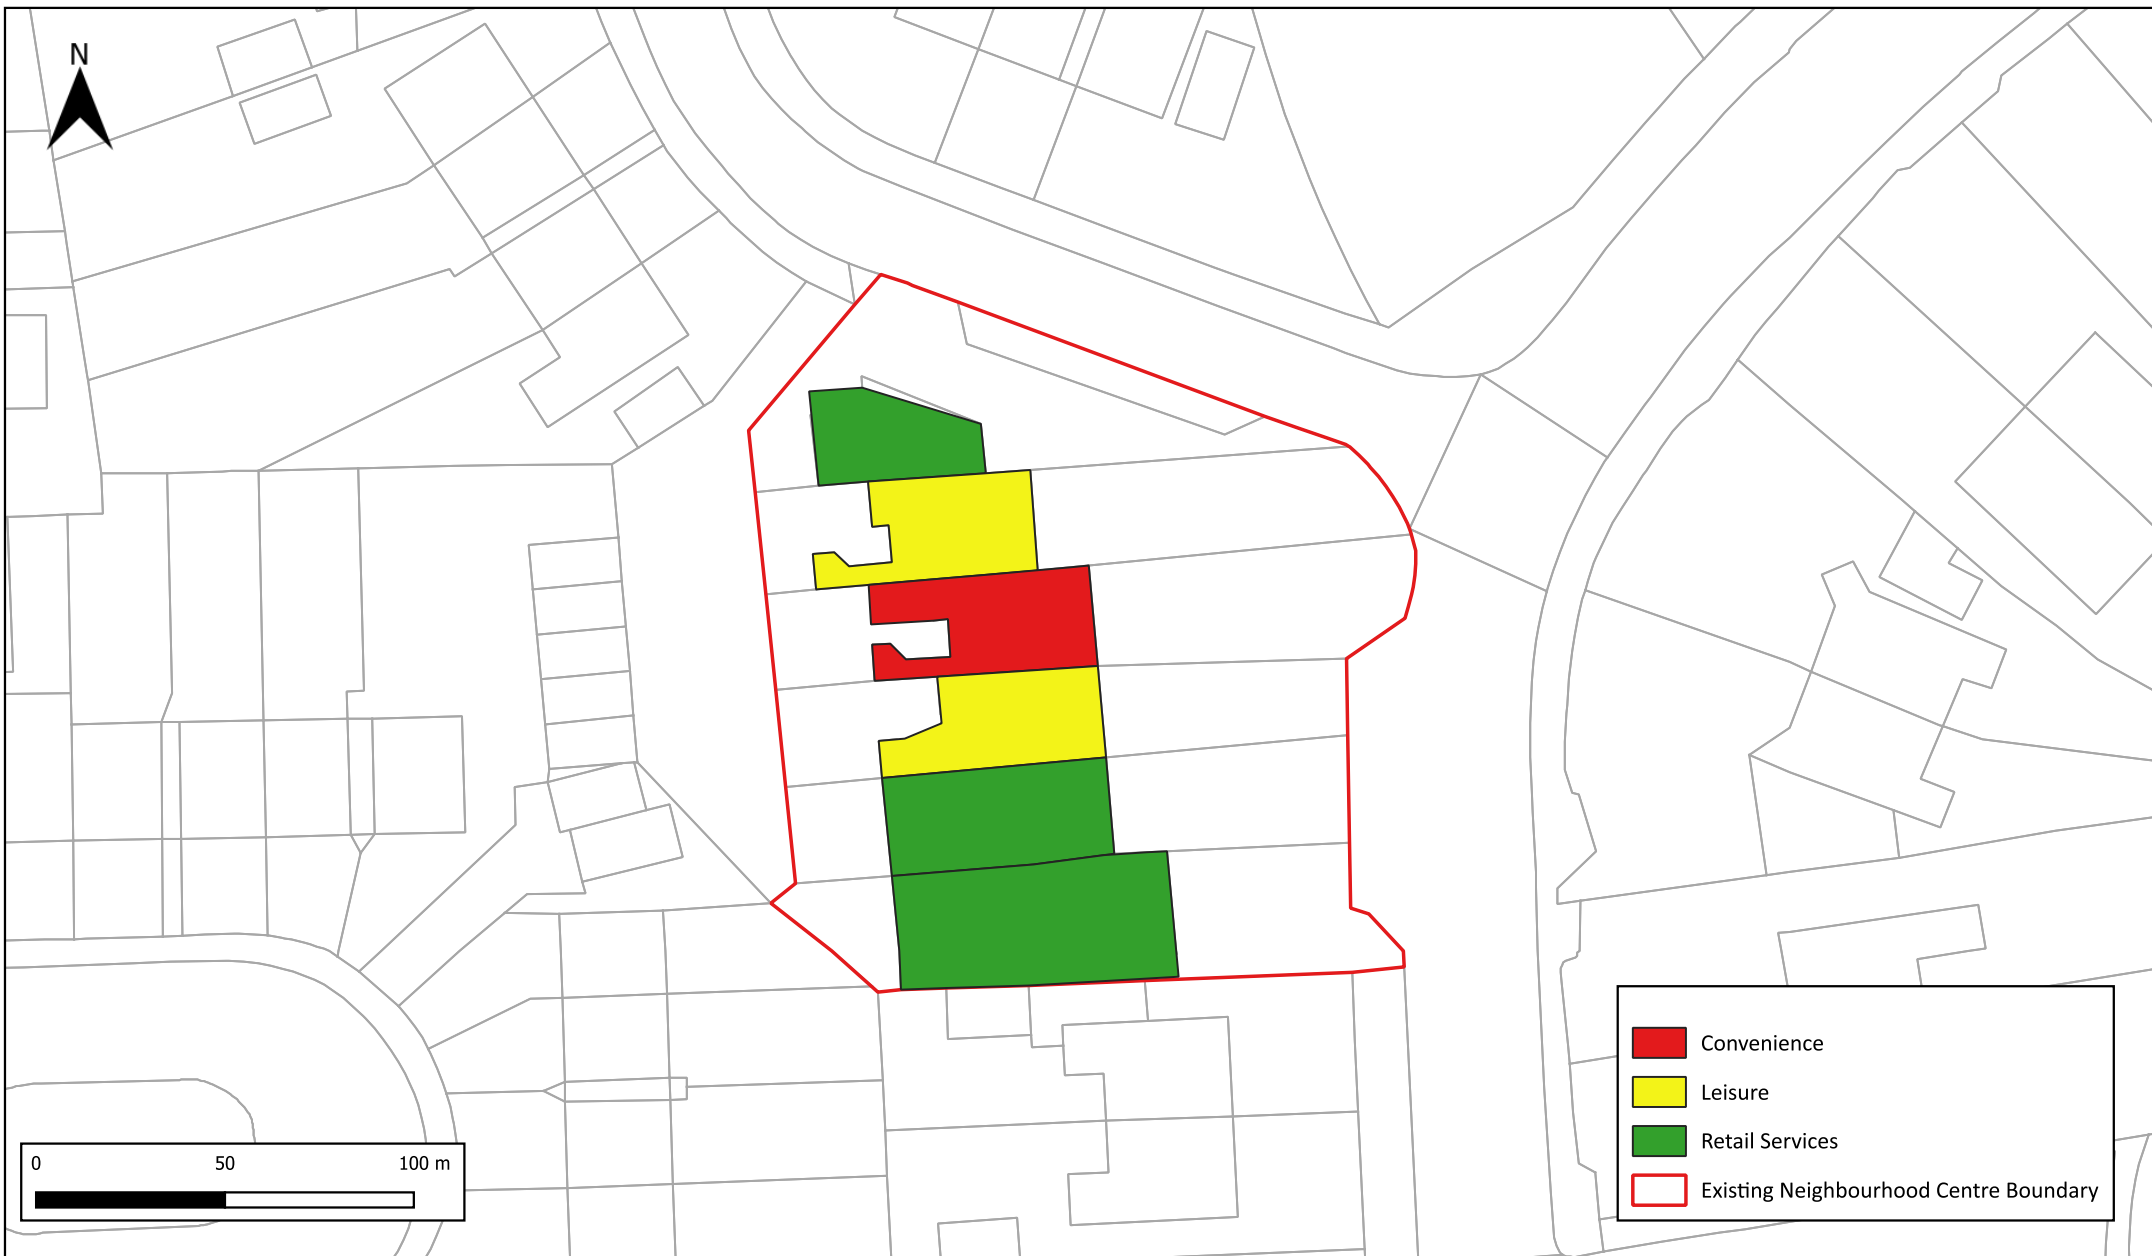 N
Convenience
Leisure
Retail Services
Existing Neighbourhood Centre Boundary
0 50 100 m